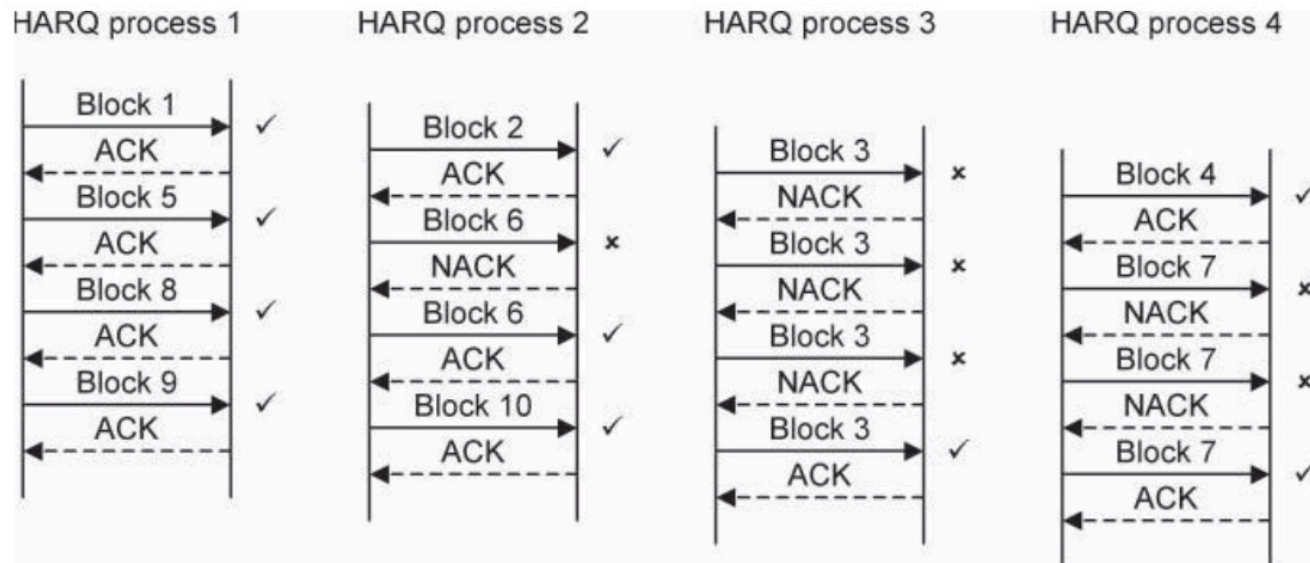 HARQ process 1
Block 1
ACK
Block 5
ACK
Block 8
ACK
Block 9
ACK
HARQ process 2
Block 2
ACK
Block 6
NACK
Block 6
ACK
Block 10
ACK
HARQ process 3
Block 3
NACK
Block 3
NACK
Block 3
NACK
Block 3
ACK
HARQ process 4
Block 4
ACK
Block 7
NACK
Block 7
NACK
Block 7
ACK